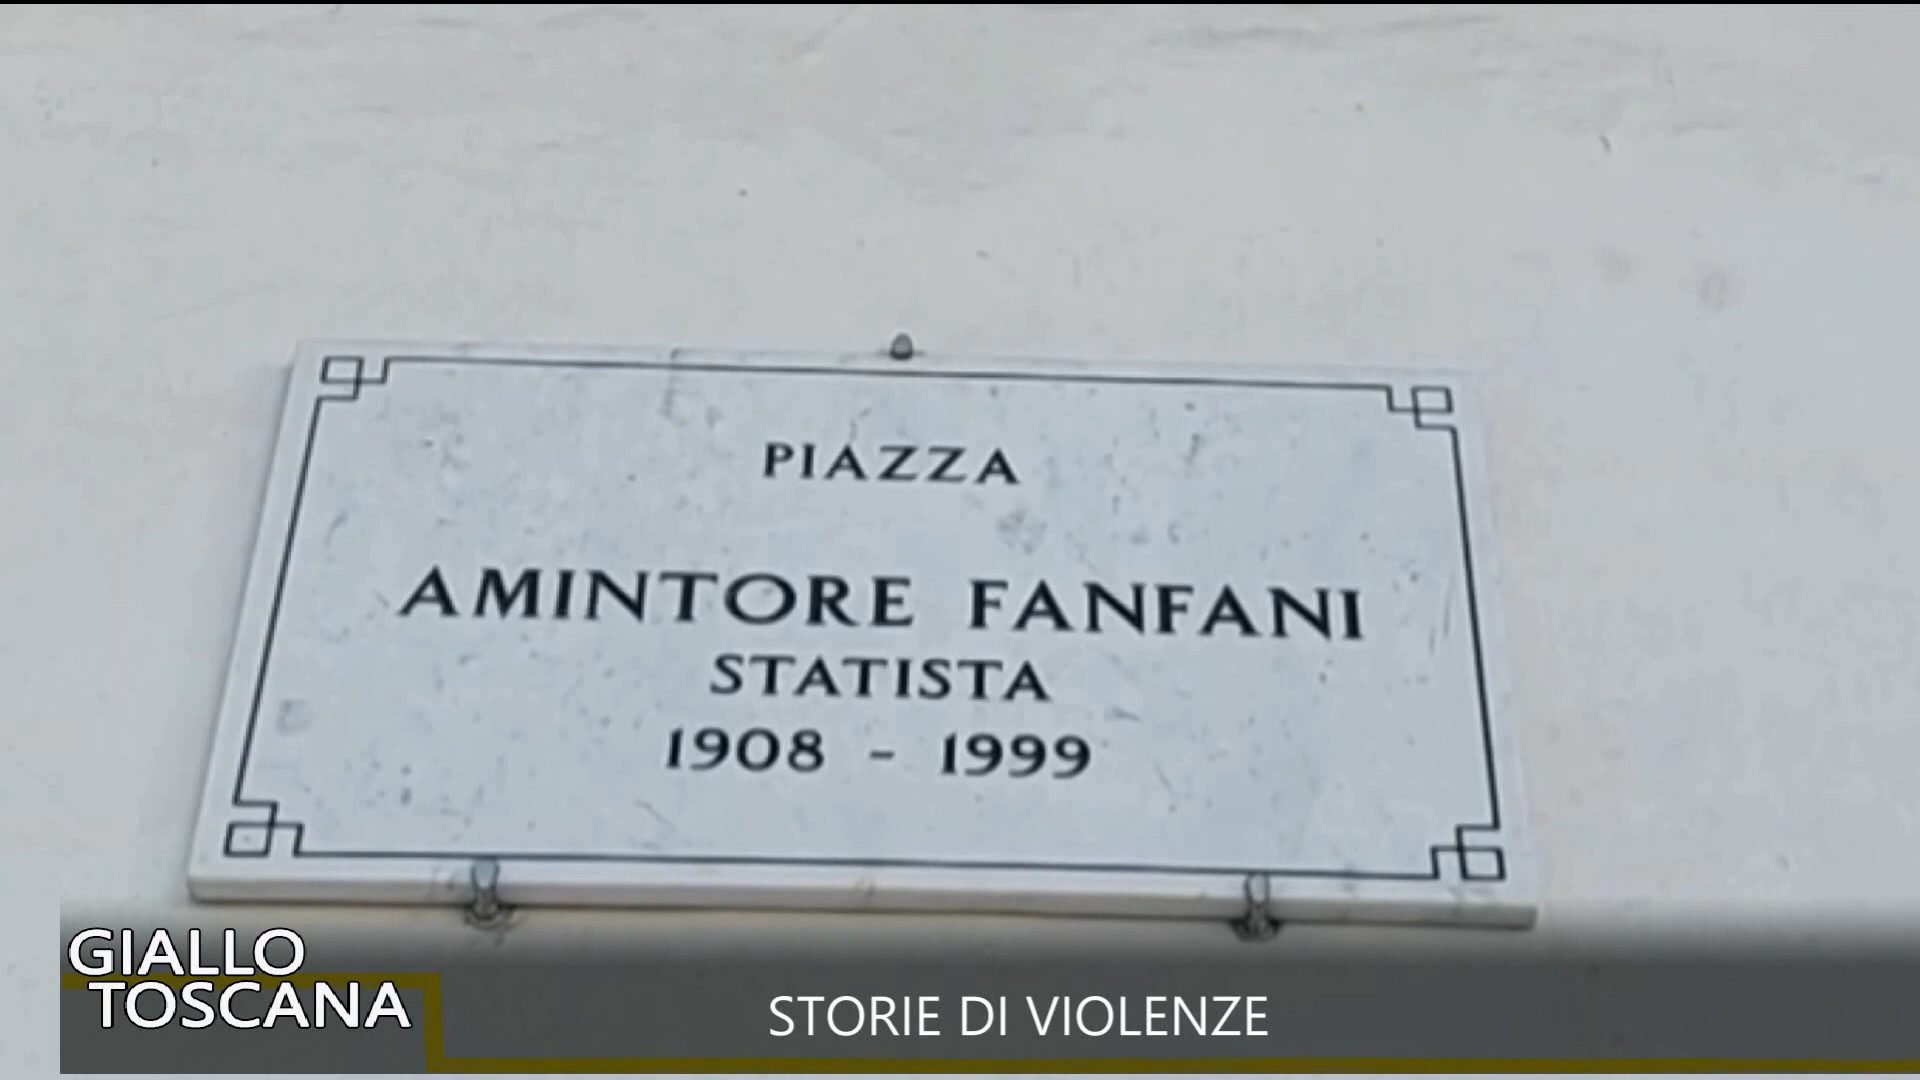 PIAZZA
AMINTORE FANFANI
STATISTA
1908 - 1999
GIALLO
TOSCANA
STORIE DI VIOLENZE